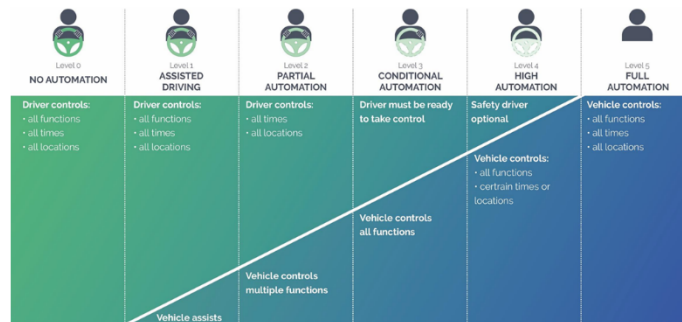 Level 0
NO AUTOMATION
Driver controls:
• all functions
• all times
• all locations
Level 1
ASSISTED
DRIVING
Driver controls:
• all functions
• all times
• all locations
Vehicle assists
Level 2
PARTIAL
AUTOMATION
Driver controls:
• all times
• all locations
Vehicle controls
multiple functions
Level 3
CONDITIONAL
AUTOMATION
Driver must be ready
to take control
Vehicle controls
all functions
Level 4
HIGH
AUTOMATION
Safety driver
optional
Vehicle controls:
• all functions
• certrain times or
locations
Level 5
FULL
AUTOMATION
Vehicle controls:
• all functions
• all times
• all locations